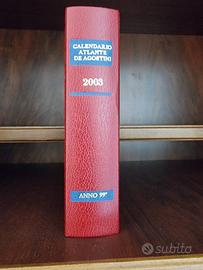 CALENDARIO
ATLANTE
DE AGOSTINI
2003
ANNO 99°
subito